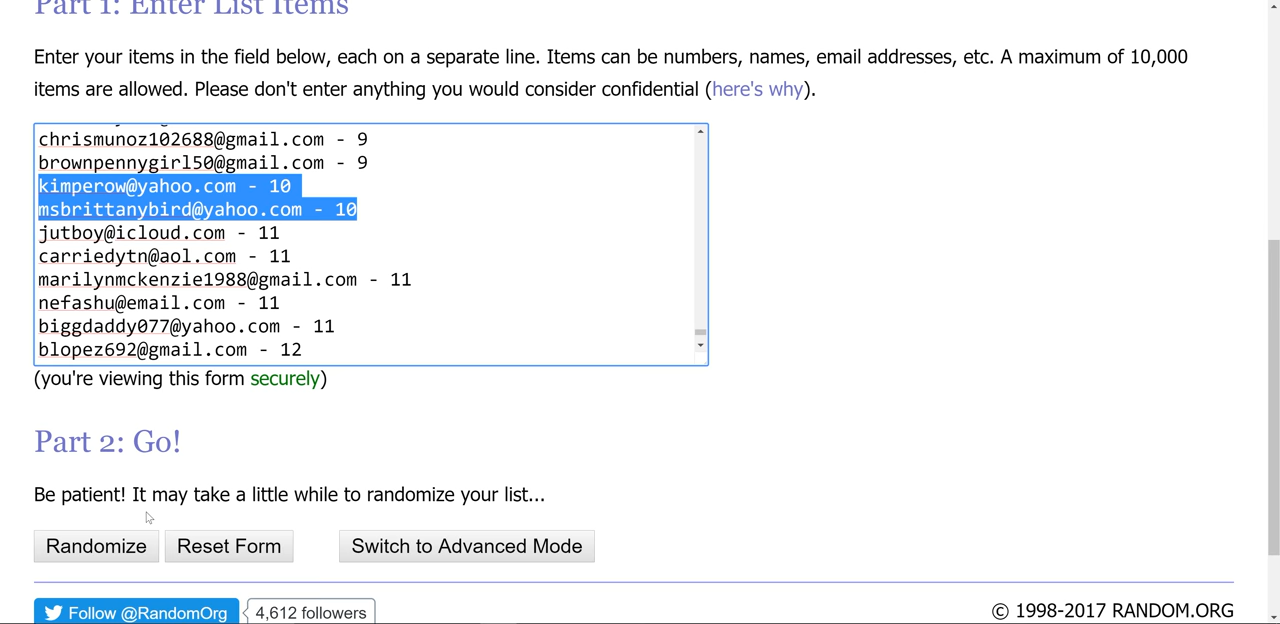 Part 1: Enter List Items
Enter your items in the field below, each on a separate line. Items can be numbers, names, email addresses, etc. A maximum of 10,000
items are allowed. Please don't enter anything you would consider confidential (here's why).
chrismunoz102688@gmail.com - 9
brownpennygirl50@gmail.com - 9
kimperow@yahoo.com - 10
msbrittanybird@yahoo.com - 10
jutboy@icloud.com - 11
carriedytn@aol.com - 11
marilynmckenzie1988@gmail.com - 11
nefashu@email.com - 11
biggdaddy077@yahoo.com - 11
blopez692@gmail.com - 12
(you're viewing this form securely)
Part 2: Go!
Be patient! It may take a little while to randomize your list...
Randomize Reset Form Switch to Advanced Mode
Follow @RandomOrg 4,612 followers © 1998-2017 RANDOM.ORG